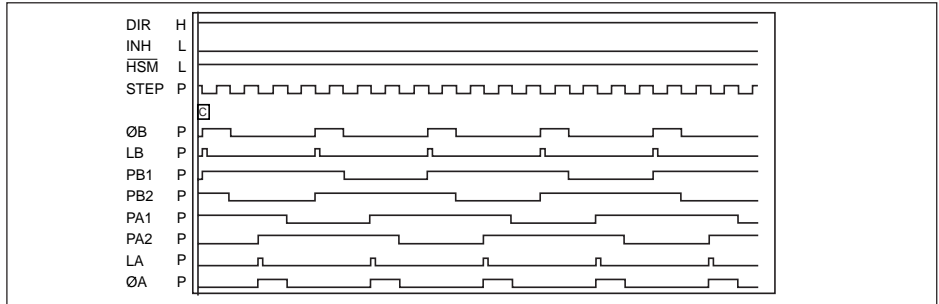 DIR H
INH L
HSM L
STEP P
C
ØB P
LB P
PB1 P
PB2 P
PA1 P
PA2 P
LA P
ØA P